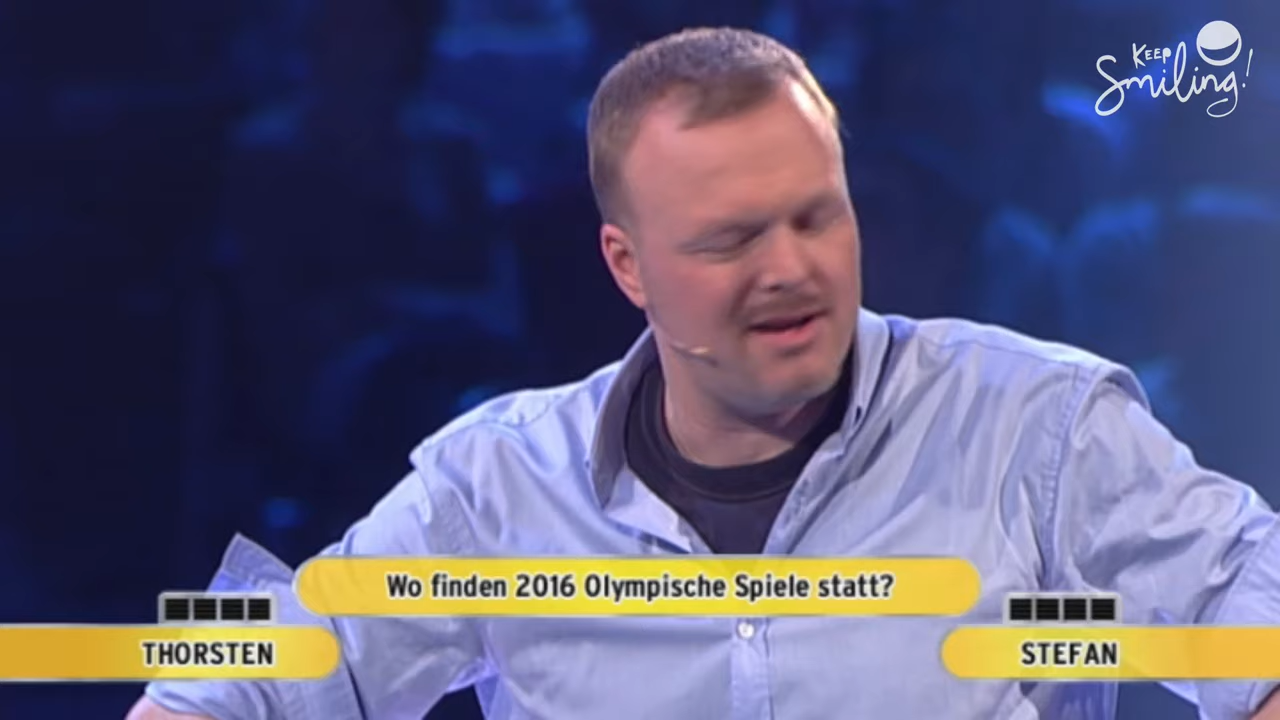 KEEP
Smiling!
Wo finden 2016 Olympische Spiele statt?
THORSTEN
STEFAN